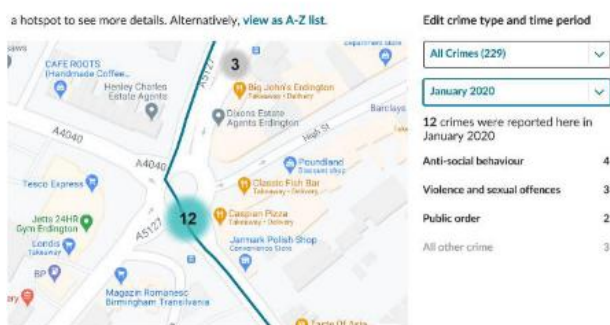 a hotspot to see more details. Alternatively, view as A-Z list.
Edit crime type and time period
All Crimes (229)
January 2020
12 crimes were reported here in
January 2020
Anti-social behaviour 4
Violence and sexual offences 3
Public order 2
All other crime 3
CAFE ROOTS
(Handmade Coffee...
Henley Charles
Estate Agents
A5127
3
Big John's Erdington
Takeaway • Delivery
Dixons Estate
Agents Erdington
Barclays
High St
A4040
A4040
Poundland
Discount shop
Tesco Express
Classic Fish Bar
Takeaway • Delivery
12
Caspian Pizza
Takeaway • Delivery
Jetts 24HR
Gym Erdington
A5127
Janmark Polish Shop
Convenience Store
Londis
Takeaway
BP
Magazin Romanesc
Birmingham Transilvania
Taste Of Asia